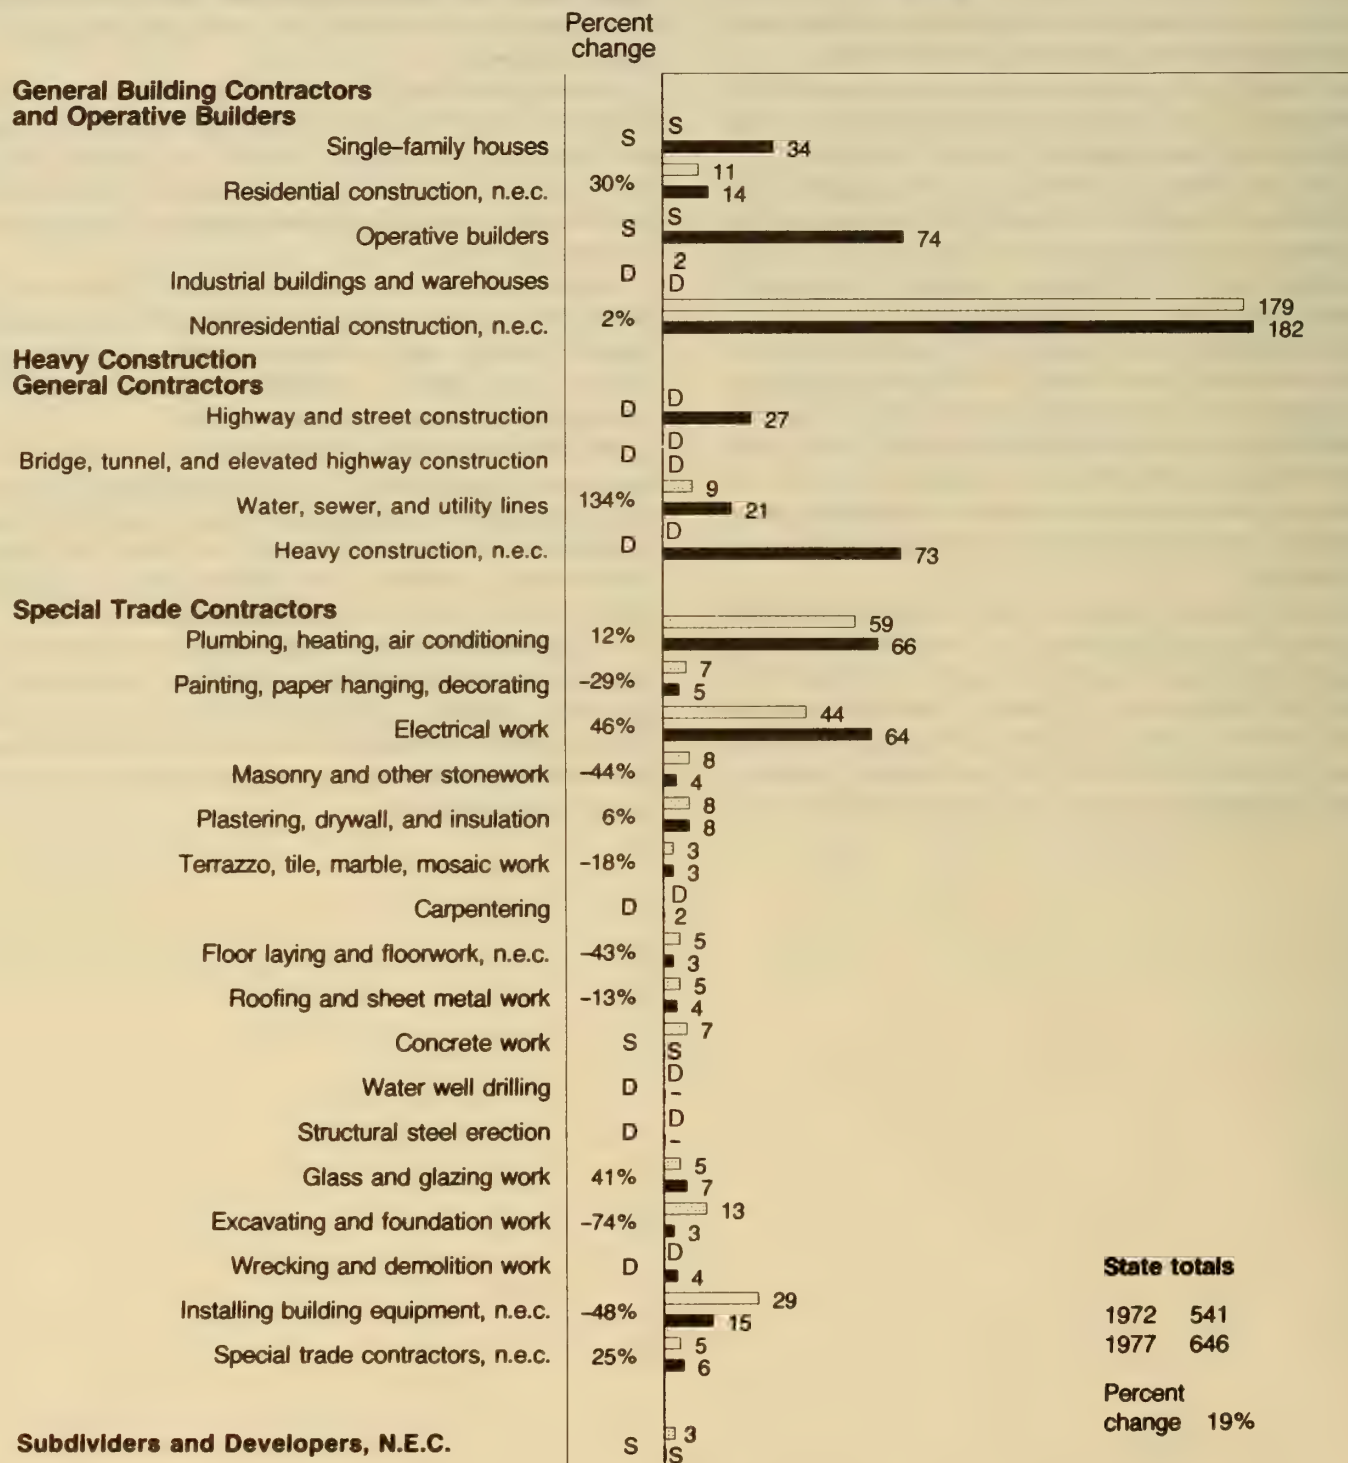 Percent
change
General Building Contractors
and Operative Builders
Single-family houses S S 34
Residential construction, n.e.c. 30% 11 14
Operative builders S S 74
Industrial buildings and warehouses D 2 D
Nonresidential construction, n.e.c. 2% 179 182
Heavy Construction
General Contractors
Highway and street construction D D 27
Bridge, tunnel, and elevated highway construction D D D
Water, sewer, and utility lines 134% 9 21
Heavy construction, n.e.c. D D 73
Special Trade Contractors
Plumbing, heating, air conditioning 12% 59 66
Painting, paper hanging, decorating -29% 7 5
Electrical work 46% 44 64
Masonry and other stonework -44% 8 4
Plastering, drywall, and insulation 6% 8 8
Terrazzo, tile, marble, mosaic work -18% 3 3
Carpentering D D 2
Floor laying and floorwork, n.e.c. -43% 5 3
Roofing and sheet metal work -13% 5 4
Concrete work S 7 S
Water well drilling D D -
Structural steel erection D D -
Glass and glazing work 41% 5 7
Excavating and foundation work -74% 13 3
Wrecking and demolition work D D 4
Installing building equipment, n.e.c. -48% 29 15
Special trade contractors, n.e.c. 25% 5 6
Subdividers and Developers, N.E.C. S 3 S
State totals
1972 541
1977 646
Percent
change 19%